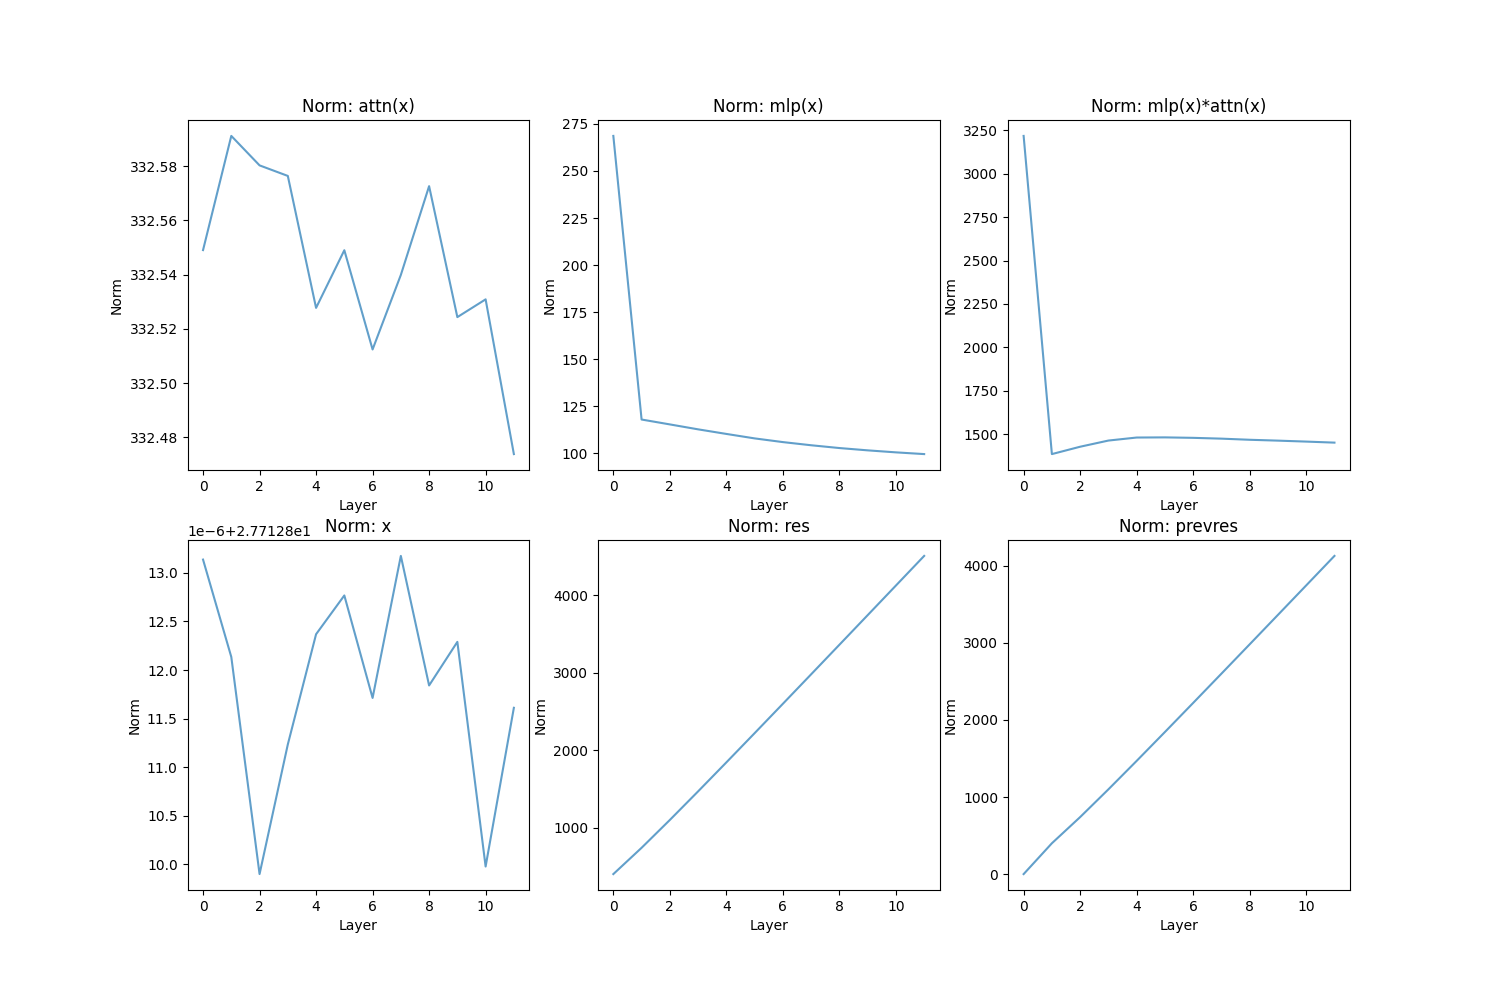 Norm: attn(x)
332.58
332.56
332.54
332.52
332.50
332.48
Norm
0 2 4 6 8 10
Layer
Norm: mlp(x)
275
250
225
200
175
150
125
100
Norm
0 2 4 6 8 10
Layer
Norm: mlp(x)*attn(x)
3250
3000
2750
2500
2250
2000
1750
1500
Norm
0 2 4 6 8 10
Layer
1e−6+2.77128e1
Norm: x
13.0
12.5
12.0
11.5
11.0
10.5
10.0
Norm
0 2 4 6 8 10
Layer
Norm: res
4000
3000
2000
1000
Norm
0 2 4 6 8 10
Layer
Norm: prevres
4000
3000
2000
1000
0
Norm
0 2 4 6 8 10
Layer